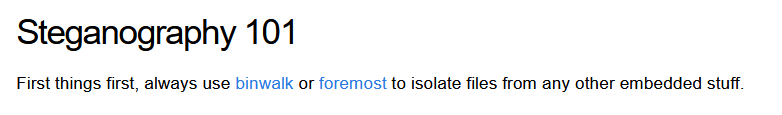 Steganography 101
First things first, always use binwalk or foremost to isolate files from any other embedded stuff.